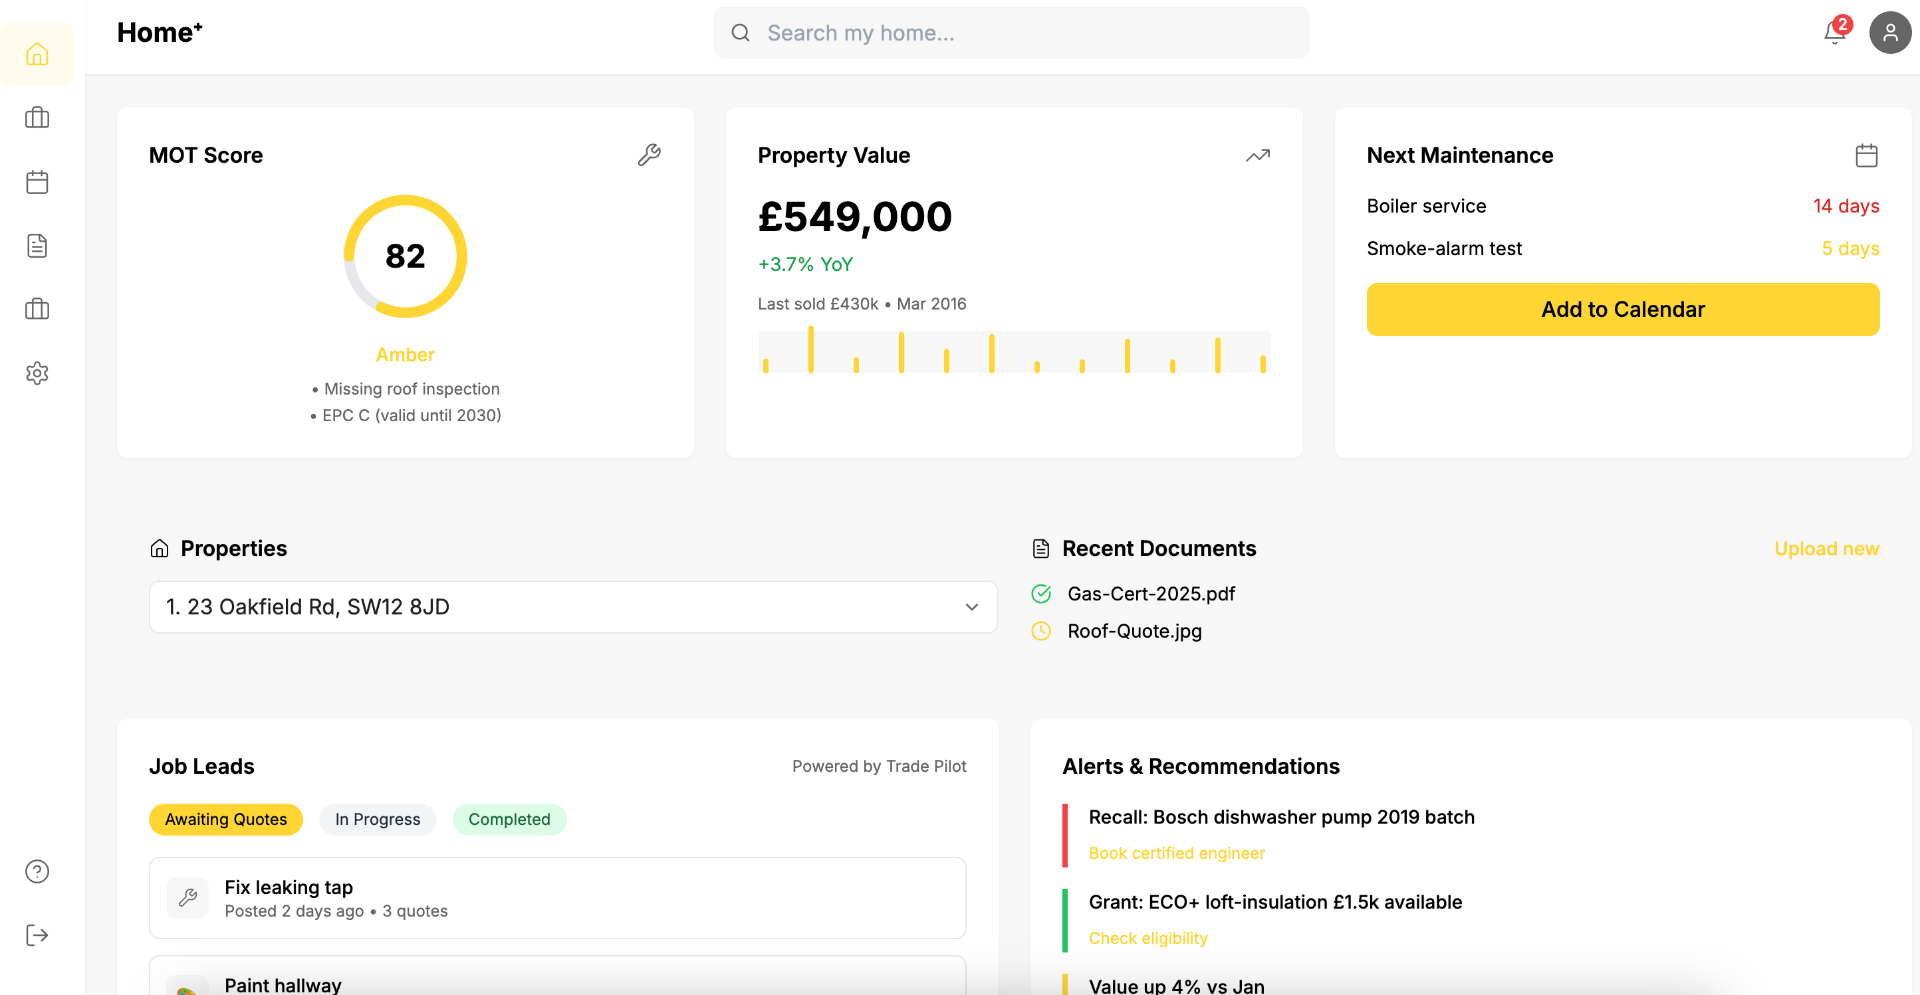 Home⁺
Search my home...
2
MOT Score
82
Amber
• Missing roof inspection
• EPC C (valid until 2030)
Property Value
£549,000
+3.7% YoY
Last sold £430k • Mar 2016
Next Maintenance
Boiler service 14 days
Smoke-alarm test 5 days
Add to Calendar
Properties
1. 23 Oakfield Rd, SW12 8JD
Recent Documents
Upload new
Gas-Cert-2025.pdf
Roof-Quote.jpg
Job Leads
Powered by Trade Pilot
Awaiting Quotes In Progress Completed
Fix leaking tap
Posted 2 days ago • 3 quotes
Paint hallway
Alerts & Recommendations
Recall: Bosch dishwasher pump 2019 batch
Book certified engineer
Grant: ECO+ loft-insulation £1.5k available
Check eligibility
Value up 4% vs Jan